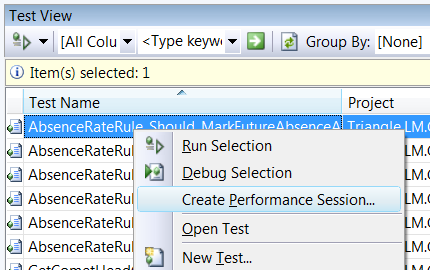 Test View
[All Colu <Type keyw Group By: [None]
Item(s) selected: 1
Test Name Project
AbsenceRateRule_Should_MarkFutureAbsenceA Triangle.LM.C
AbsenceRateRul LM.C
Run Selection
AbsenceRateRul LM.C
Debug Selection
AbsenceRateRul LM.C
Create Performance Session...
AbsenceRateRul LM.C
Open Test
AbsenceRateRul LM.C
New Test...
GetCometHead LM.C